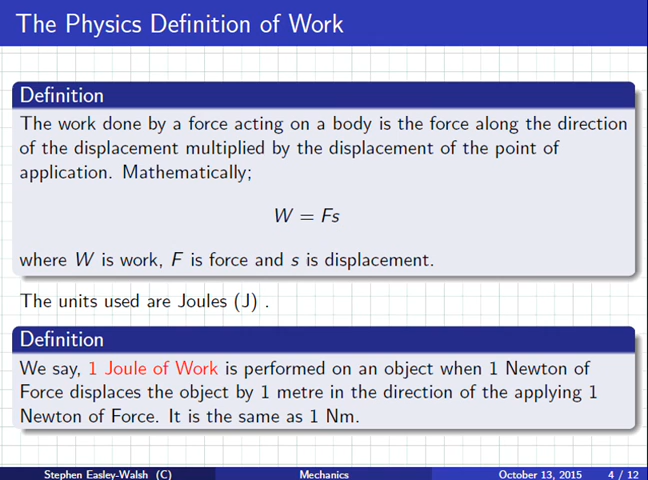 The Physics Definition of Work
Definition
The work done by a force acting on a body is the force along the direction
of the displacement multiplied by the displacement of the point of
application. Mathematically;
W = Fs
where W is work, F is force and s is displacement.
The units used are Joules (J) .
Definition
We say, 1 Joule of Work is performed on an object when 1 Newton of
Force displaces the object by 1 metre in the direction of the applying 1
Newton of Force. It is the same as 1 Nm.
Stephen Easley-Walsh (C) Mechanics October 13, 2015 4 / 12